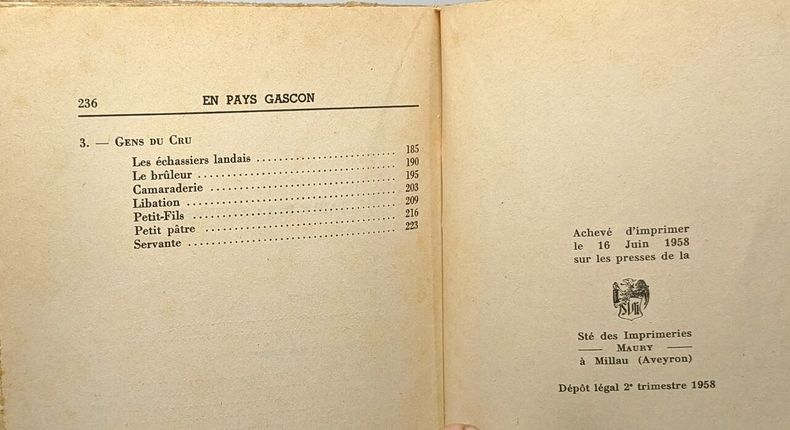 236 EN PAYS GASCON
3. — GENS DU CRU
Les échassiers landais ........................ 185
Le brûleur ........................ 190
Camaraderie ........................ 195
Libation ........................ 203
Petit-Fils ........................ 209
Petit pâtre ........................ 216
Servante ........................ 223
Achevé d'imprimer
le 16 Juin 1958
sur les presses de la
SIM
Sté des Imprimeries
— MAURY —
à Millau (Aveyron)
Dépôt légal 2e trimestre 1958